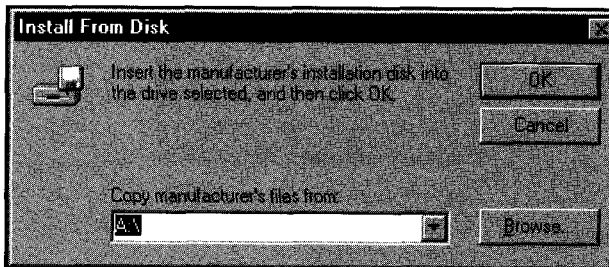 Install From Disk
Insert the manufacturer's installation disk into
the drive selected, and then click OK.
OK
Cancel
Copy manufacturer's files from:
A:\
Browse...